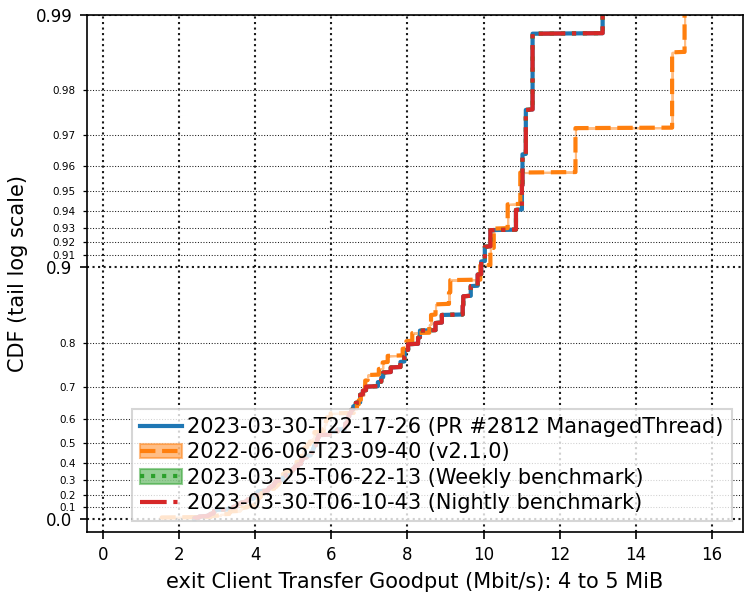 0.99
0.98
0.97
0.96
0.95
0.94
0.93
0.92
0.91
0.9
0.8
0.7
0.6
0.5
0.4
0.3
0.2
0.1
0.0
CDF (tail log scale)
2023-03-30-T22-17-26 (PR #2812 ManagedThread)
2022-06-06-T23-09-40 (v2.1.0)
2023-03-25-T06-22-13 (Weekly benchmark)
2023-03-30-T06-10-43 (Nightly benchmark)
0 2 4 6 8 10 12 14 16
exit Client Transfer Goodput (Mbit/s): 4 to 5 MiB